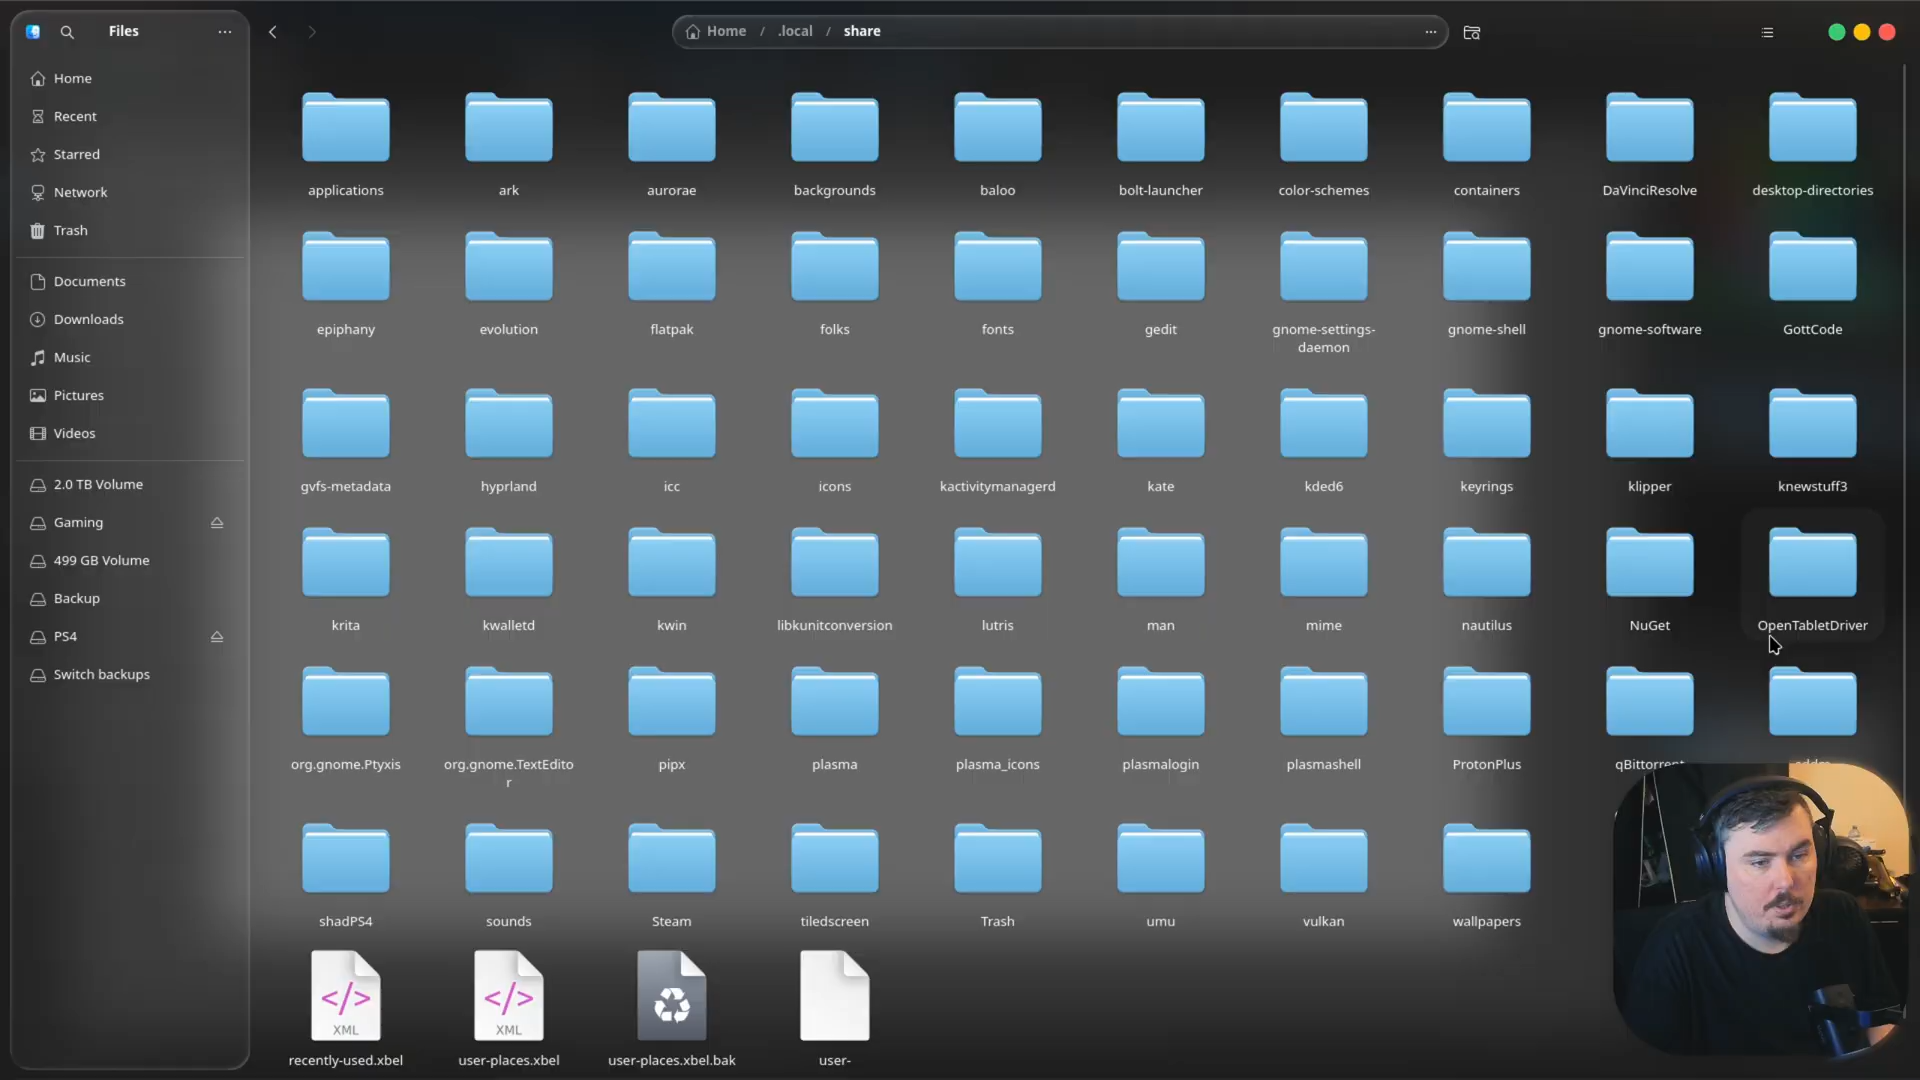 Files
Home / .local / share
Home
Recent
Starred
Network
Trash
Documents
Downloads
Music
Pictures
Videos
2.0 TB Volume
Gaming
499 GB Volume
Backup
PS4
Switch backups
applications
ark
aurorae
backgrounds
baloo
bolt-launcher
color-schemes
containers
DaVinciResolve
desktop-directories
epiphany
evolution
flatpak
folks
fonts
gedit
gnome-settings-
daemon
gnome-shell
gnome-software
GottCode
gvfs-metadata
hyprland
icc
icons
kactivitymanagerd
kate
kded6
keyrings
klipper
knewstuff3
krita
kwalletd
kwin
libkunitconversion
lutris
man
mime
nautilus
NuGet
OpenTabletDriver
org.gnome.Ptyxis
org.gnome.TextEdito
r
pipx
plasma
plasma_icons
plasmalogin
plasmashell
ProtonPlus
qBittorrent
sddm
shadPS4
sounds
Steam
tiledscreen
Trash
umu
vulkan
wallpapers
</>
XML
</>
XML
recently-used.xbel
user-places.xbel
user-places.xbel.bak
user-